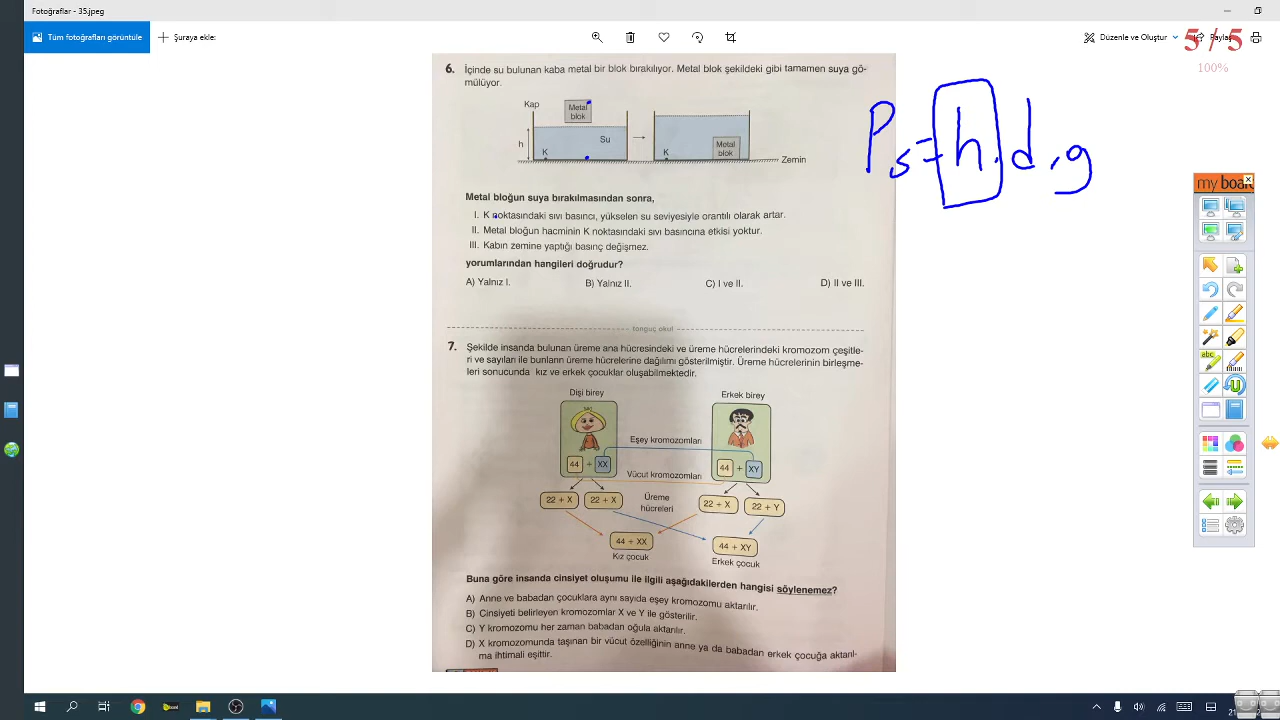 Fotoğraflar - 35.jpeg
Tüm fotoğrafları görüntüle
Şuraya ekle:
Düzenle ve Oluştur
5 / 5
100%
6. İçinde su bulunan kaba metal bir blok bırakılıyor. Metal blok şekildeki gibi tamamen suya gö-
mülüyor.
Kap
Metal
blok
h
K
Su
K
Metal
blok
Zemin
Ps = h . d . g
Metal bloğun suya bırakılmasından sonra,
I. K noktasındaki sıvı basıncı, yükselen su seviyesiyle orantılı olarak artar.
II. Metal bloğun hacminin K noktasındaki sıvı basıncına etkisi yoktur.
III. Kabın zemine yaptığı basınç değişmez.
yorumlarından hangileri doğrudur?
A) Yalnız I. B) Yalnız II. C) I ve II. D) II ve III.
tonguç okul
7. Şekilde insanda bulunan üreme ana hücresindeki ve üreme hücrelerindeki kromozom çeşitle-
ri ve sayıları ile bunların üreme hücrelerine dağılımı gösterilmiştir. Üreme hücrelerinin birleşme-
leri sonucunda kız ve erkek çocuklar oluşabilmektedir.
Dişi birey
Erkek birey
Eşey kromozomları
44 + XX
44 + XY
Vücut kromozomları
22 + X
22 + X
Üreme
hücreleri
22 + X
22 + Y
44 + XX
Kız çocuk
44 + XY
Erkek çocuk
Buna göre insanda cinsiyet oluşumu ile ilgili aşağıdakilerden hangisi söylenemez?
A) Anne ve babadan çocuklara aynı sayıda eşey kromozomu aktarılır.
B) Cinsiyeti belirleyen kromozomlar X ve Y ile gösterilir.
C) Y kromozomu her zaman babadan oğula aktarılır.
D) X kromozomunda taşınan bir vücut özelliğinin anne ya da babadan erkek çocuğa aktarıl-
ma ihtimali eşittir.
abc